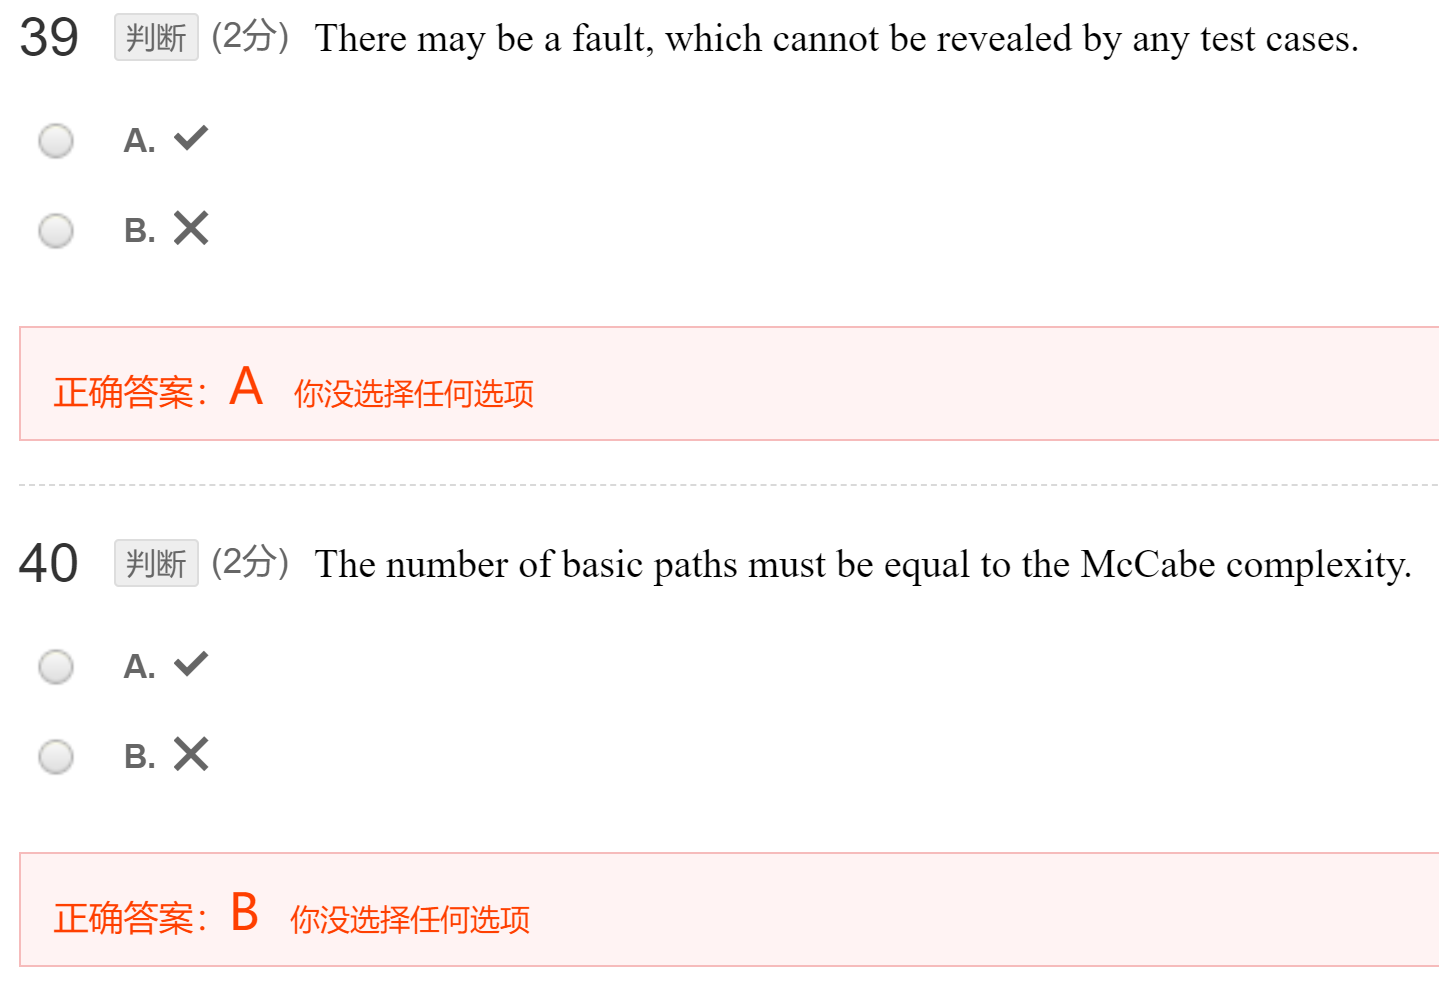 39 判断 (2分) There may be a fault, which cannot be revealed by any test cases.
A. ✔
B. ✕
正确答案：A 你没选择任何选项
40 判断 (2分) The number of basic paths must be equal to the McCabe complexity.
A. ✔
B. ✕
正确答案：B 你没选择任何选项